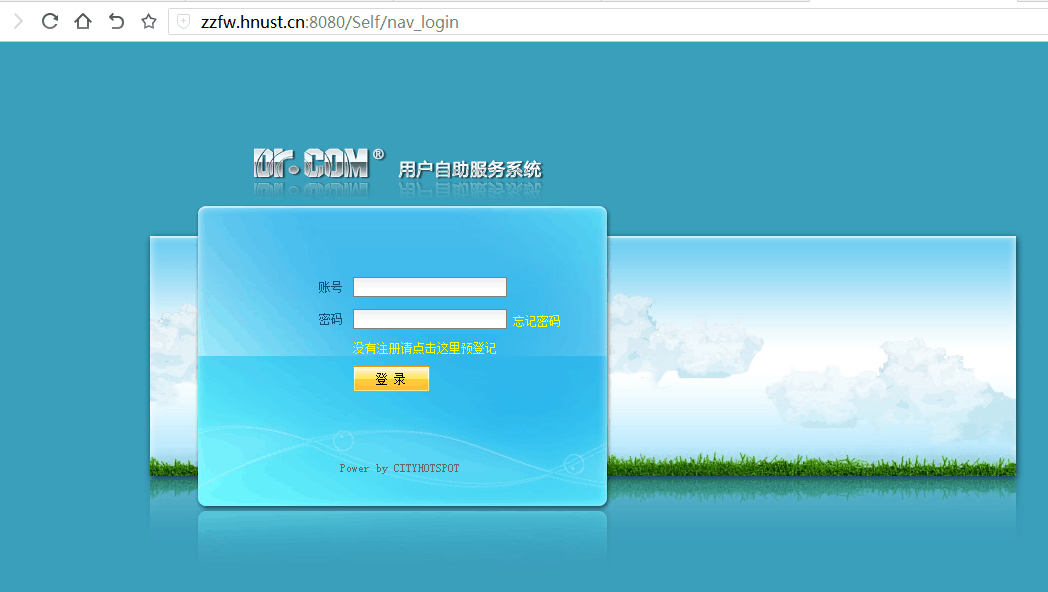 zzfw.hnust.cn:8080/Self/nav_login
Dr.COM® 用户自助服务系统
账号
密码 忘记密码
没有注册请点击这里预登记
登 录
Power by CITYHOTSPOT